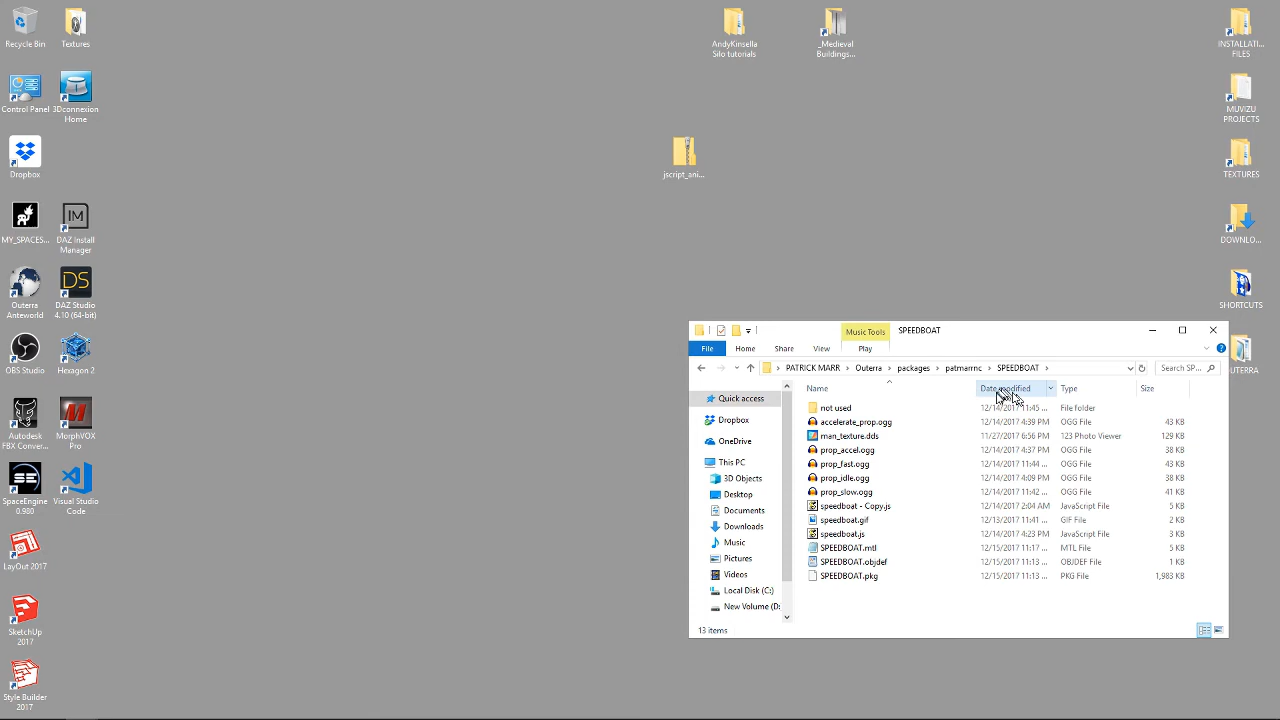 Recycle Bin
Textures
AndyKinsella
Silo tutorials
_Medieval
Buildings...
INSTALLATI...
FILES
Control Panel
3Dconnexion
Home
MUVIZU
PROJECTS
Dropbox
jscript_ani...
TEXTURES
MY_SPACES...
IM
DAZ Install
Manager
DOWNLO...
Outerra
Anteworld
DS
DAZ Studio
4.10 (64-bit)
SHORTCUTS
OBS Studio
Hexagon 2
UTERRA
Autodesk
FBX Conver...
MorphVOX
Pro
SE
SpaceEngine
0.980
Visual Studio
Code
LayOut 2017
SketchUp
2017
Style Builder
2017
Music Tools
SPEEDBOAT
File
Home
Share
View
Play
PATRICK MARR
Outerra
packages
patmarrnc
SPEEDBOAT
Search SP...
Name
Date modified
Type
Size
Quick access
Dropbox
OneDrive
This PC
3D Objects
Desktop
Documents
Downloads
Music
Pictures
Videos
Local Disk (C:)
New Volume (D:
not used 12/14/2017 11:45 ... File folder
accelerate_prop.ogg 12/14/2017 4:39 PM OGG File 43 KB
man_texture.dds 11/27/2017 6:56 PM 123 Photo Viewer 129 KB
prop_accel.ogg 12/14/2017 4:37 PM OGG File 38 KB
prop_fast.ogg 12/14/2017 11:44 ... OGG File 43 KB
prop_idle.ogg 12/14/2017 4:09 PM OGG File 38 KB
prop_slow.ogg 12/14/2017 11:42 ... OGG File 41 KB
speedboat - Copy.js 12/14/2017 2:04 AM JavaScript File 5 KB
speedboat.gif 12/13/2017 11:41 ... GIF File 2 KB
speedboat.js 12/14/2017 4:23 PM JavaScript File 3 KB
SPEEDBOAT.mtl 12/15/2017 11:17 ... MTL File 5 KB
SPEEDBOAT.objdef 12/15/2017 11:13 ... OBJDEF File 1 KB
SPEEDBOAT.pkg 12/15/2017 11:13 ... PKG File 1,983 KB
13 items